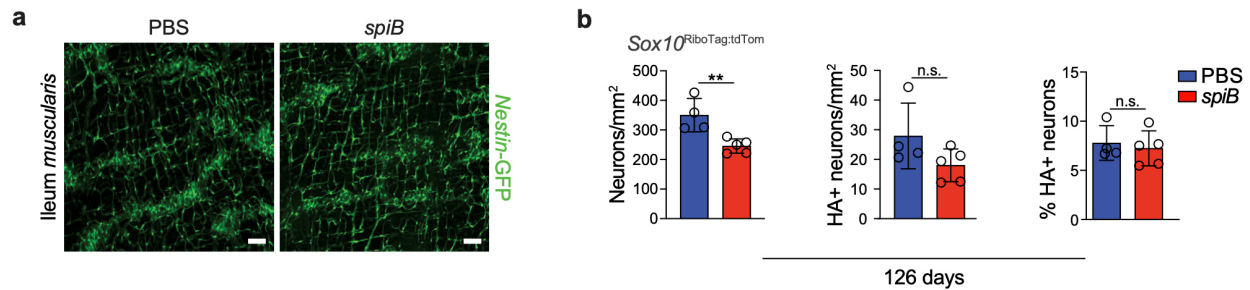 a
PBS
spiB
Ileum muscularis
Nestin-GFP
b
Sox10RiboTag:tdTom
Neurons/mm2
500
400
300
200
100
0
**
HA+ neurons/mm2
50
40
30
20
10
0
n.s.
% HA+ neurons
15
10
5
0
n.s.
PBS
spiB
126 days